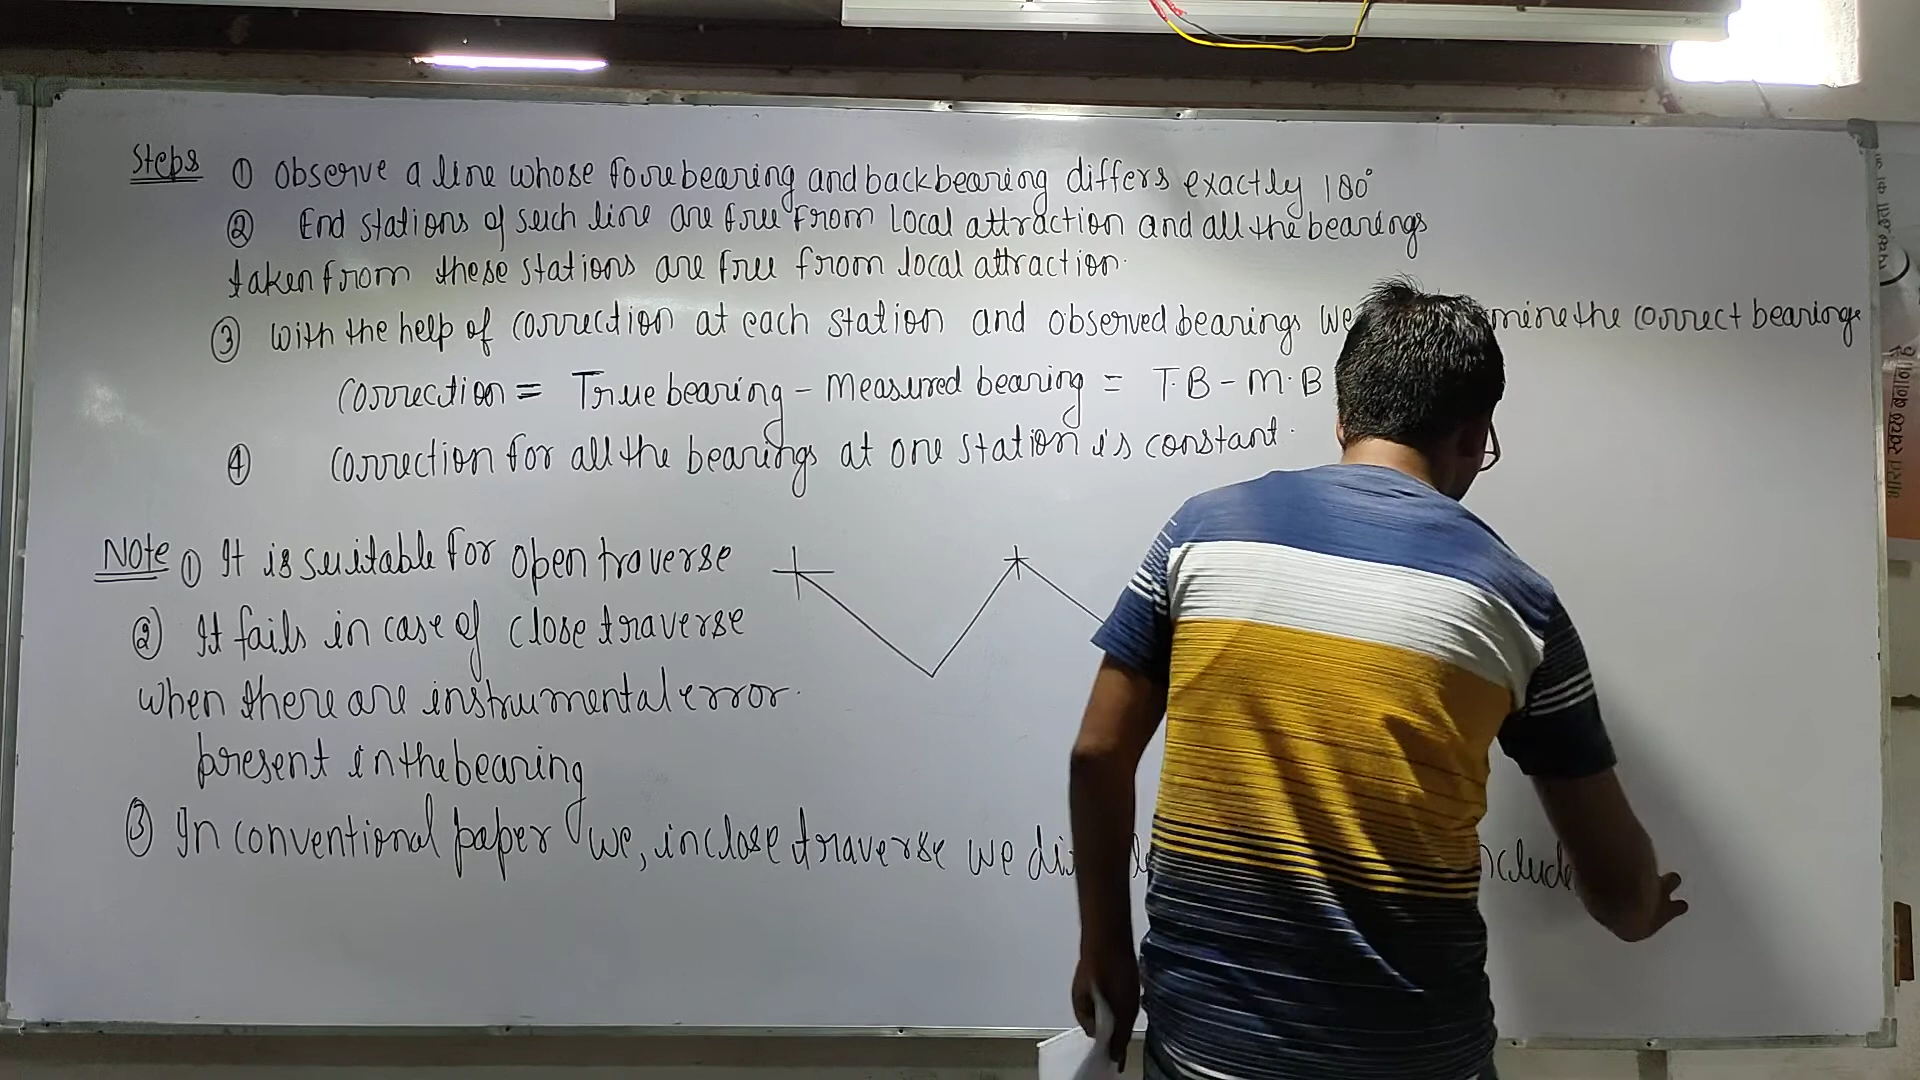 Steps ① Observe a line whose forebearing and backbearing differs exactly 180°
② End stations of such line are free from local attraction and all the bearings
taken from these stations are free from local attraction.
③ With the help of correction at each station and observed bearings we the correct bearings
correction = True bearing - Measured bearing = T.B - M.B
④ correction for all the bearings at one station is constant.
Note ① It is suitable for open traverse
② It fails in case of close traverse
when there are instrumental error.
present in the bearing
③ In conventional paper we, in close traverse we
भारत स्वच्छ बनाना है